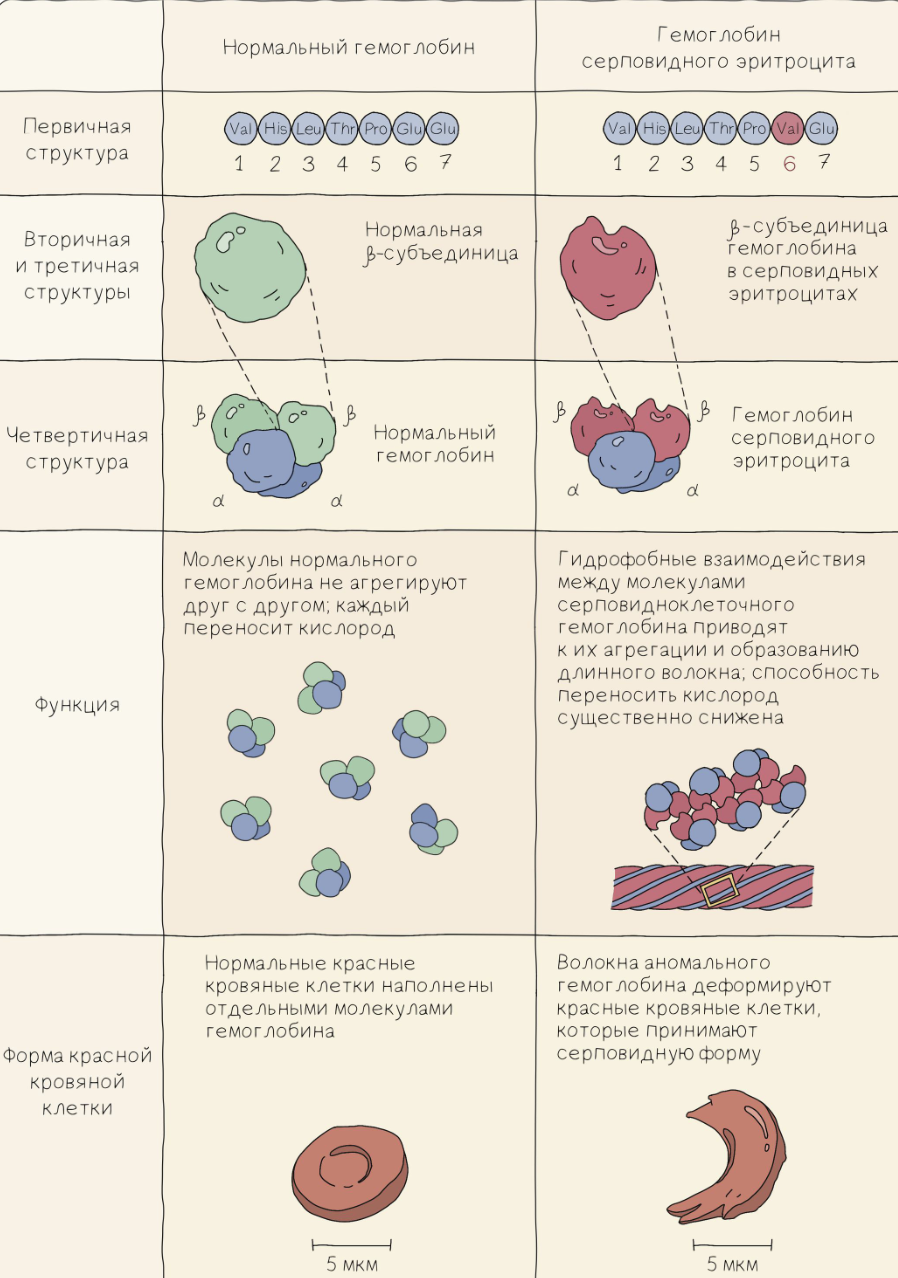 Нормальный гемоглобин
Гемоглобин
серповидного эритроцита
Первичная
структура
Val His Leu Thr Pro Glu Glu
1 2 3 4 5 6 7
Val His Leu Thr Pro Val Glu
1 2 3 4 5 6 7
Вторичная
и третичная
структуры
Нормальная
β-субъединица
β-субъединица
гемоглобина
в серповидных
эритроцитах
Четвертичная
структура
β β
α α
Нормальный
гемоглобин
β β
α α
Гемоглобин
серповидного
эритроцита
Функция
Молекулы нормального
гемоглобина не агрегируют
друг с другом; каждый
переносит кислород
Гидрофобные взаимодействия
между молекулами
серповидноклеточного
гемоглобина приводят
к их агрегации и образованию
длинного волокна; способность
переносить кислород
существенно снижена
Форма красной
кровяной
клетки
Нормальные красные
кровяные клетки наполнены
отдельными молекулами
гемоглобина
5 мкм
Волокна аномального
гемоглобина деформируют
красные кровяные клетки,
которые принимают
серповидную форму
5 мкм